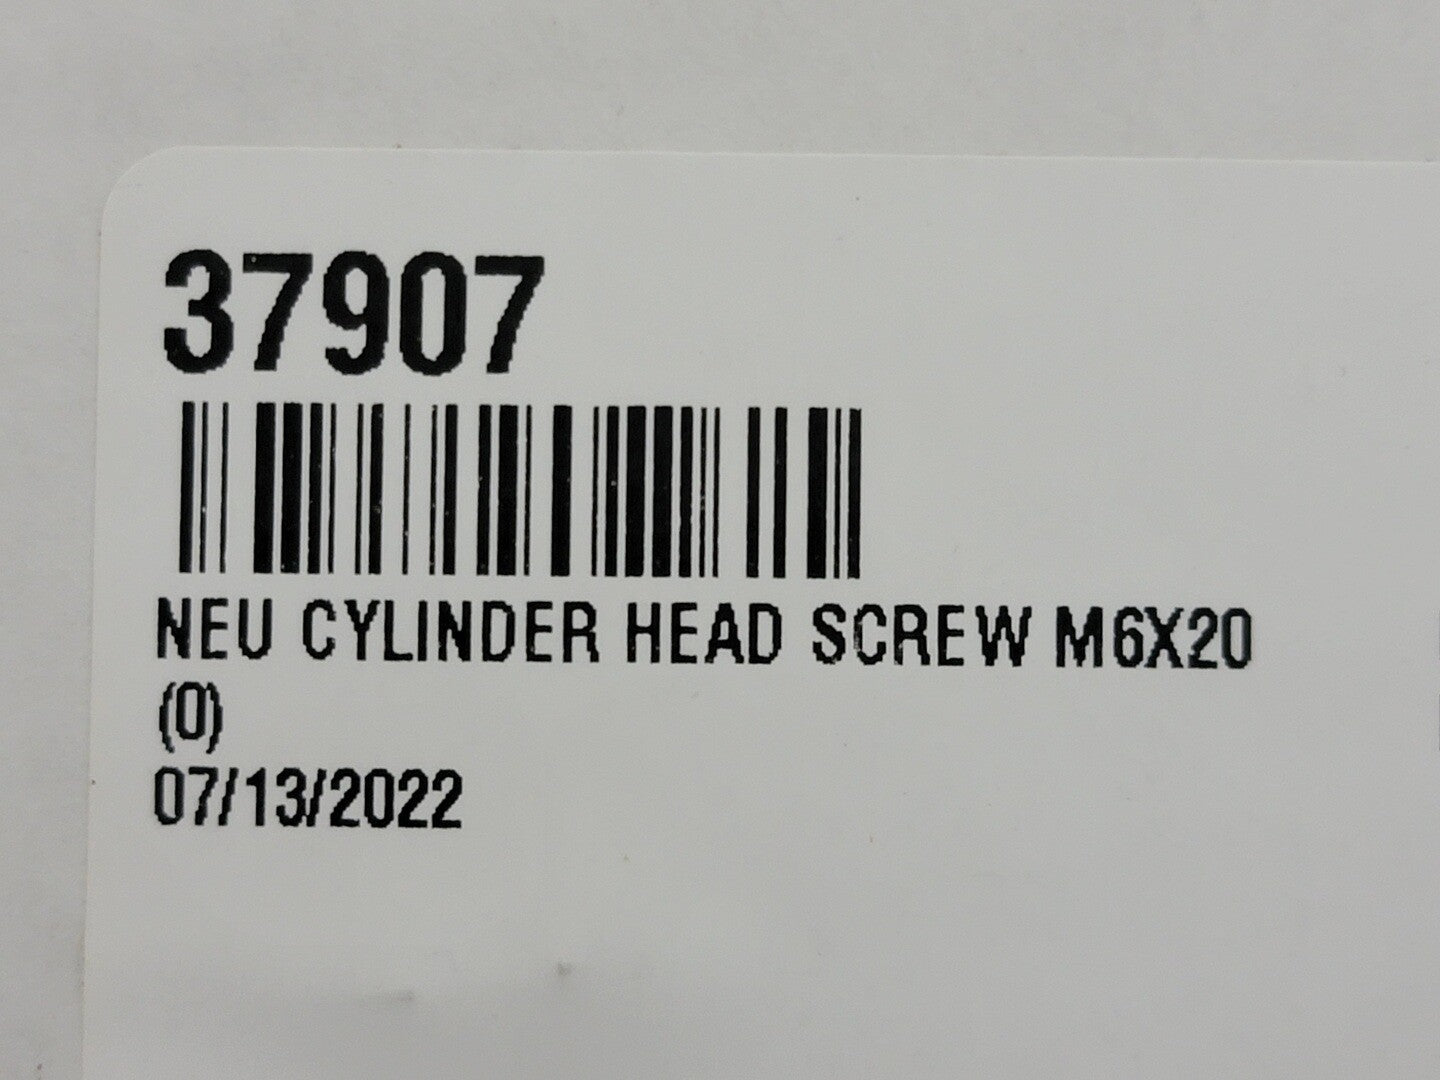 37907
NEU CYLINDER HEAD SCREW M6X20
(0)
07/13/2022